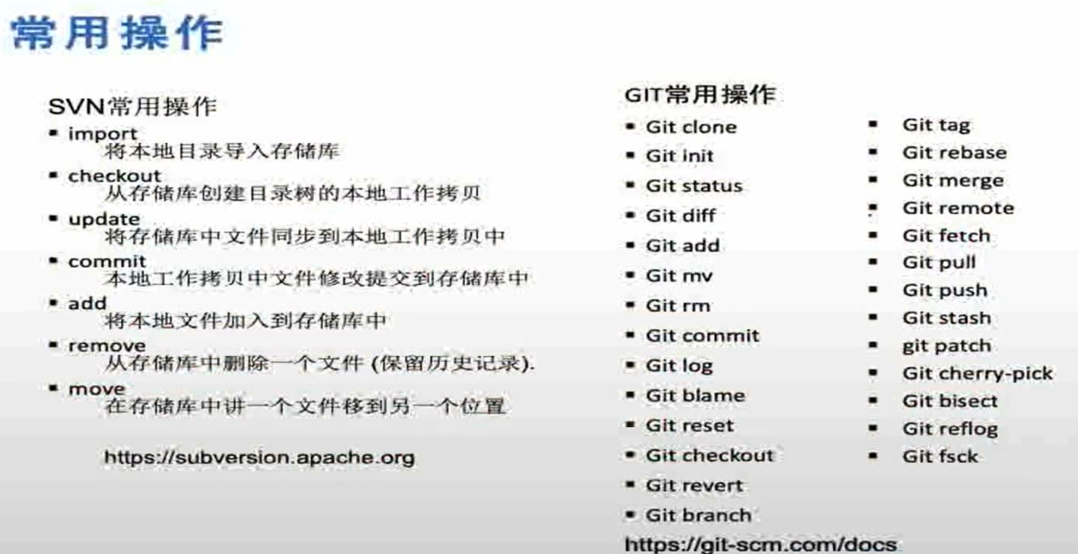 常用操作
SVN常用操作
▪ import
将本地目录导入存储库
▪ checkout
从存储库创建目录树的本地工作拷贝
▪ update
将存储库中文件同步到本地工作拷贝中
▪ commit
本地工作拷贝中文件修改提交到存储库中
▪ add
将本地文件加入到存储库中
▪ remove
从存储库中删除一个文件 (保留历史记录).
▪ move
在存储库中讲一个文件移到另一个位置
https://subversion.apache.org
GIT常用操作
▪ Git clone
▪ Git init
▪ Git status
▪ Git diff
▪ Git add
▪ Git mv
▪ Git rm
▪ Git commit
▪ Git log
▪ Git blame
▪ Git reset
▪ Git checkout
▪ Git revert
▪ Git branch
▪ Git tag
▪ Git rebase
▪ Git merge
▪ Git remote
▪ Git fetch
▪ Git pull
▪ Git push
▪ Git stash
▪ git patch
▪ Git cherry-pick
▪ Git bisect
▪ Git reflog
▪ Git fsck
https://git-scm.com/docs